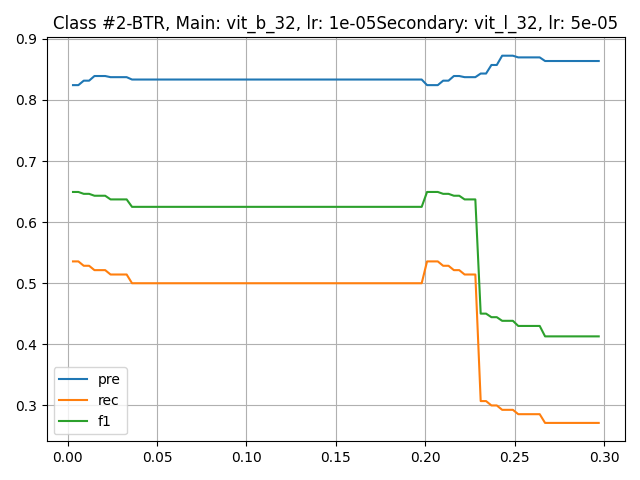 Class #2-BTR, Main: vit_b_32, lr: 1e-05Secondary: vit_l_32, lr: 5e-05
0.9
0.8
0.7
0.6
0.5
0.4
0.3
pre
rec
f1
0.00 0.05 0.10 0.15 0.20 0.25 0.30